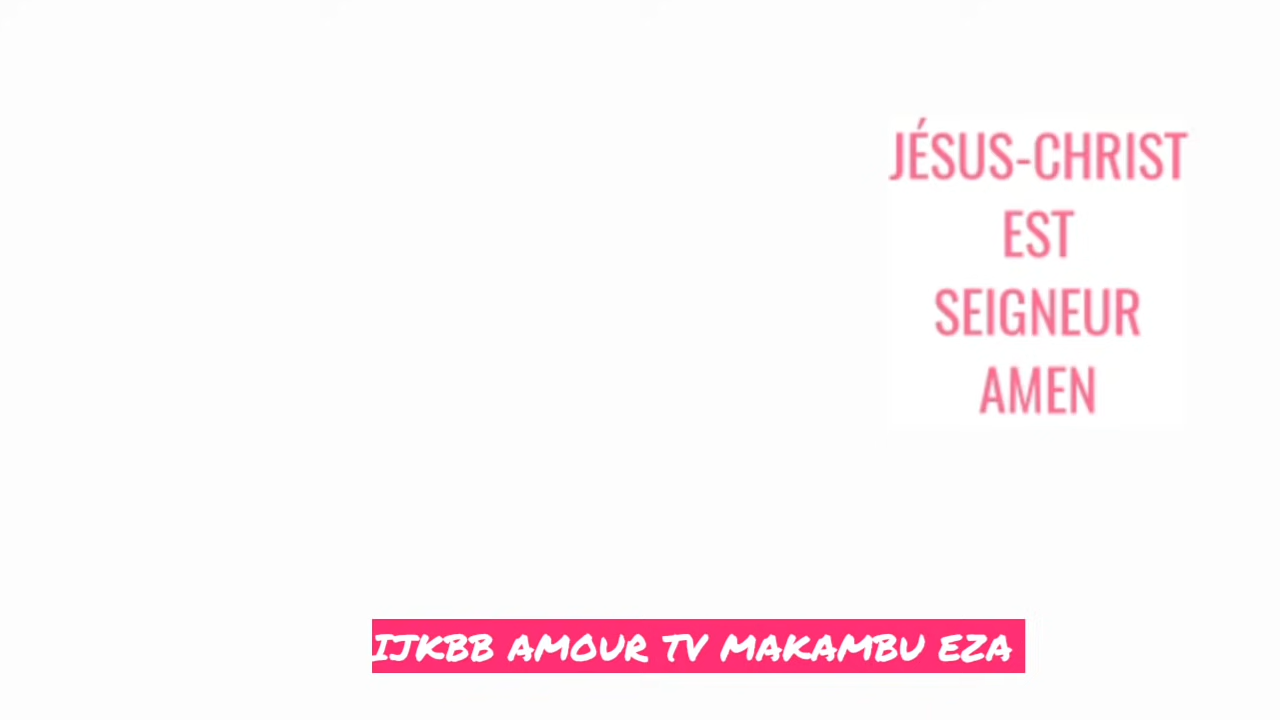 JÉSUS-CHRIST
EST
SEIGNEUR
AMEN
IJKBB AMOUR TV MAKAMBU EZA